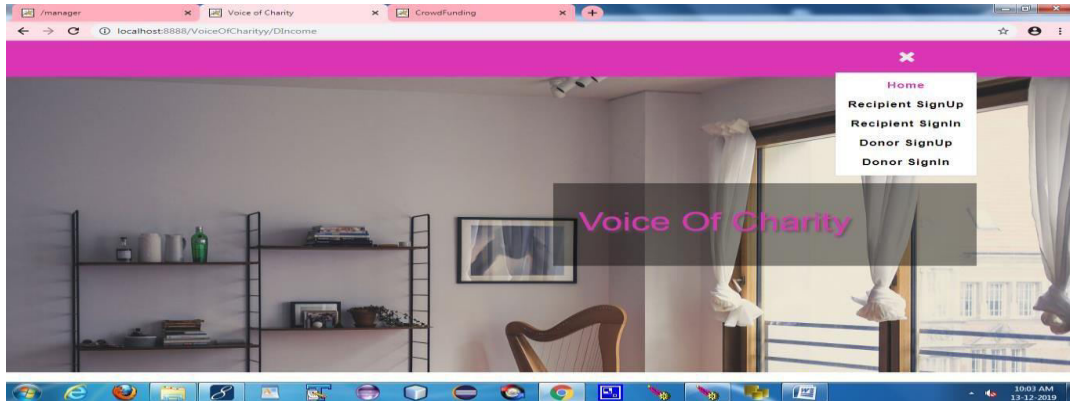 /manager
Voice of Charity
CrowdFunding
localhost:8888/VoiceOfCharityy/DIncome
Home
Recipient SignUp
Recipient SignIn
Donor SignUp
Donor SignIn
Voice Of Charity
10:03 AM
13-12-2019